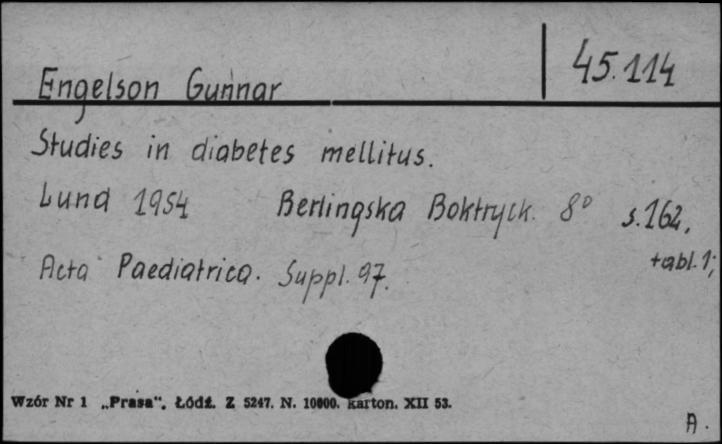 45.114
Engelson Gunnar
Studies in diabetes mellitus.
Lund 1954 Berlingska Boktryck. 8° s. 162,
tabl. 1;
Acta Paediatrica. Suppl. 97.
Wzór Nr 1 „Prasa“. Łódź. Z 5247. N. 10000. karton. XII 53.
A.